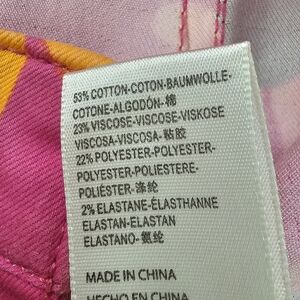 53% COTTON-COTON-BAUMWOLLE-
COTONE-ALGODÓN-棉
23% VISCOSE-VISCOSE-VISKOSE
VISCOSA-VISCOSA-粘胶
22% POLYESTER-POLYESTER-
POLYESTER-POLIESTERE-
POLIÉSTER-涤纶
2% ELASTANE-ÉLASTHANNE
ELASTAN-ELASTAN
ELASTANO-氨纶
MADE IN CHINA
HECHO EN CHINA